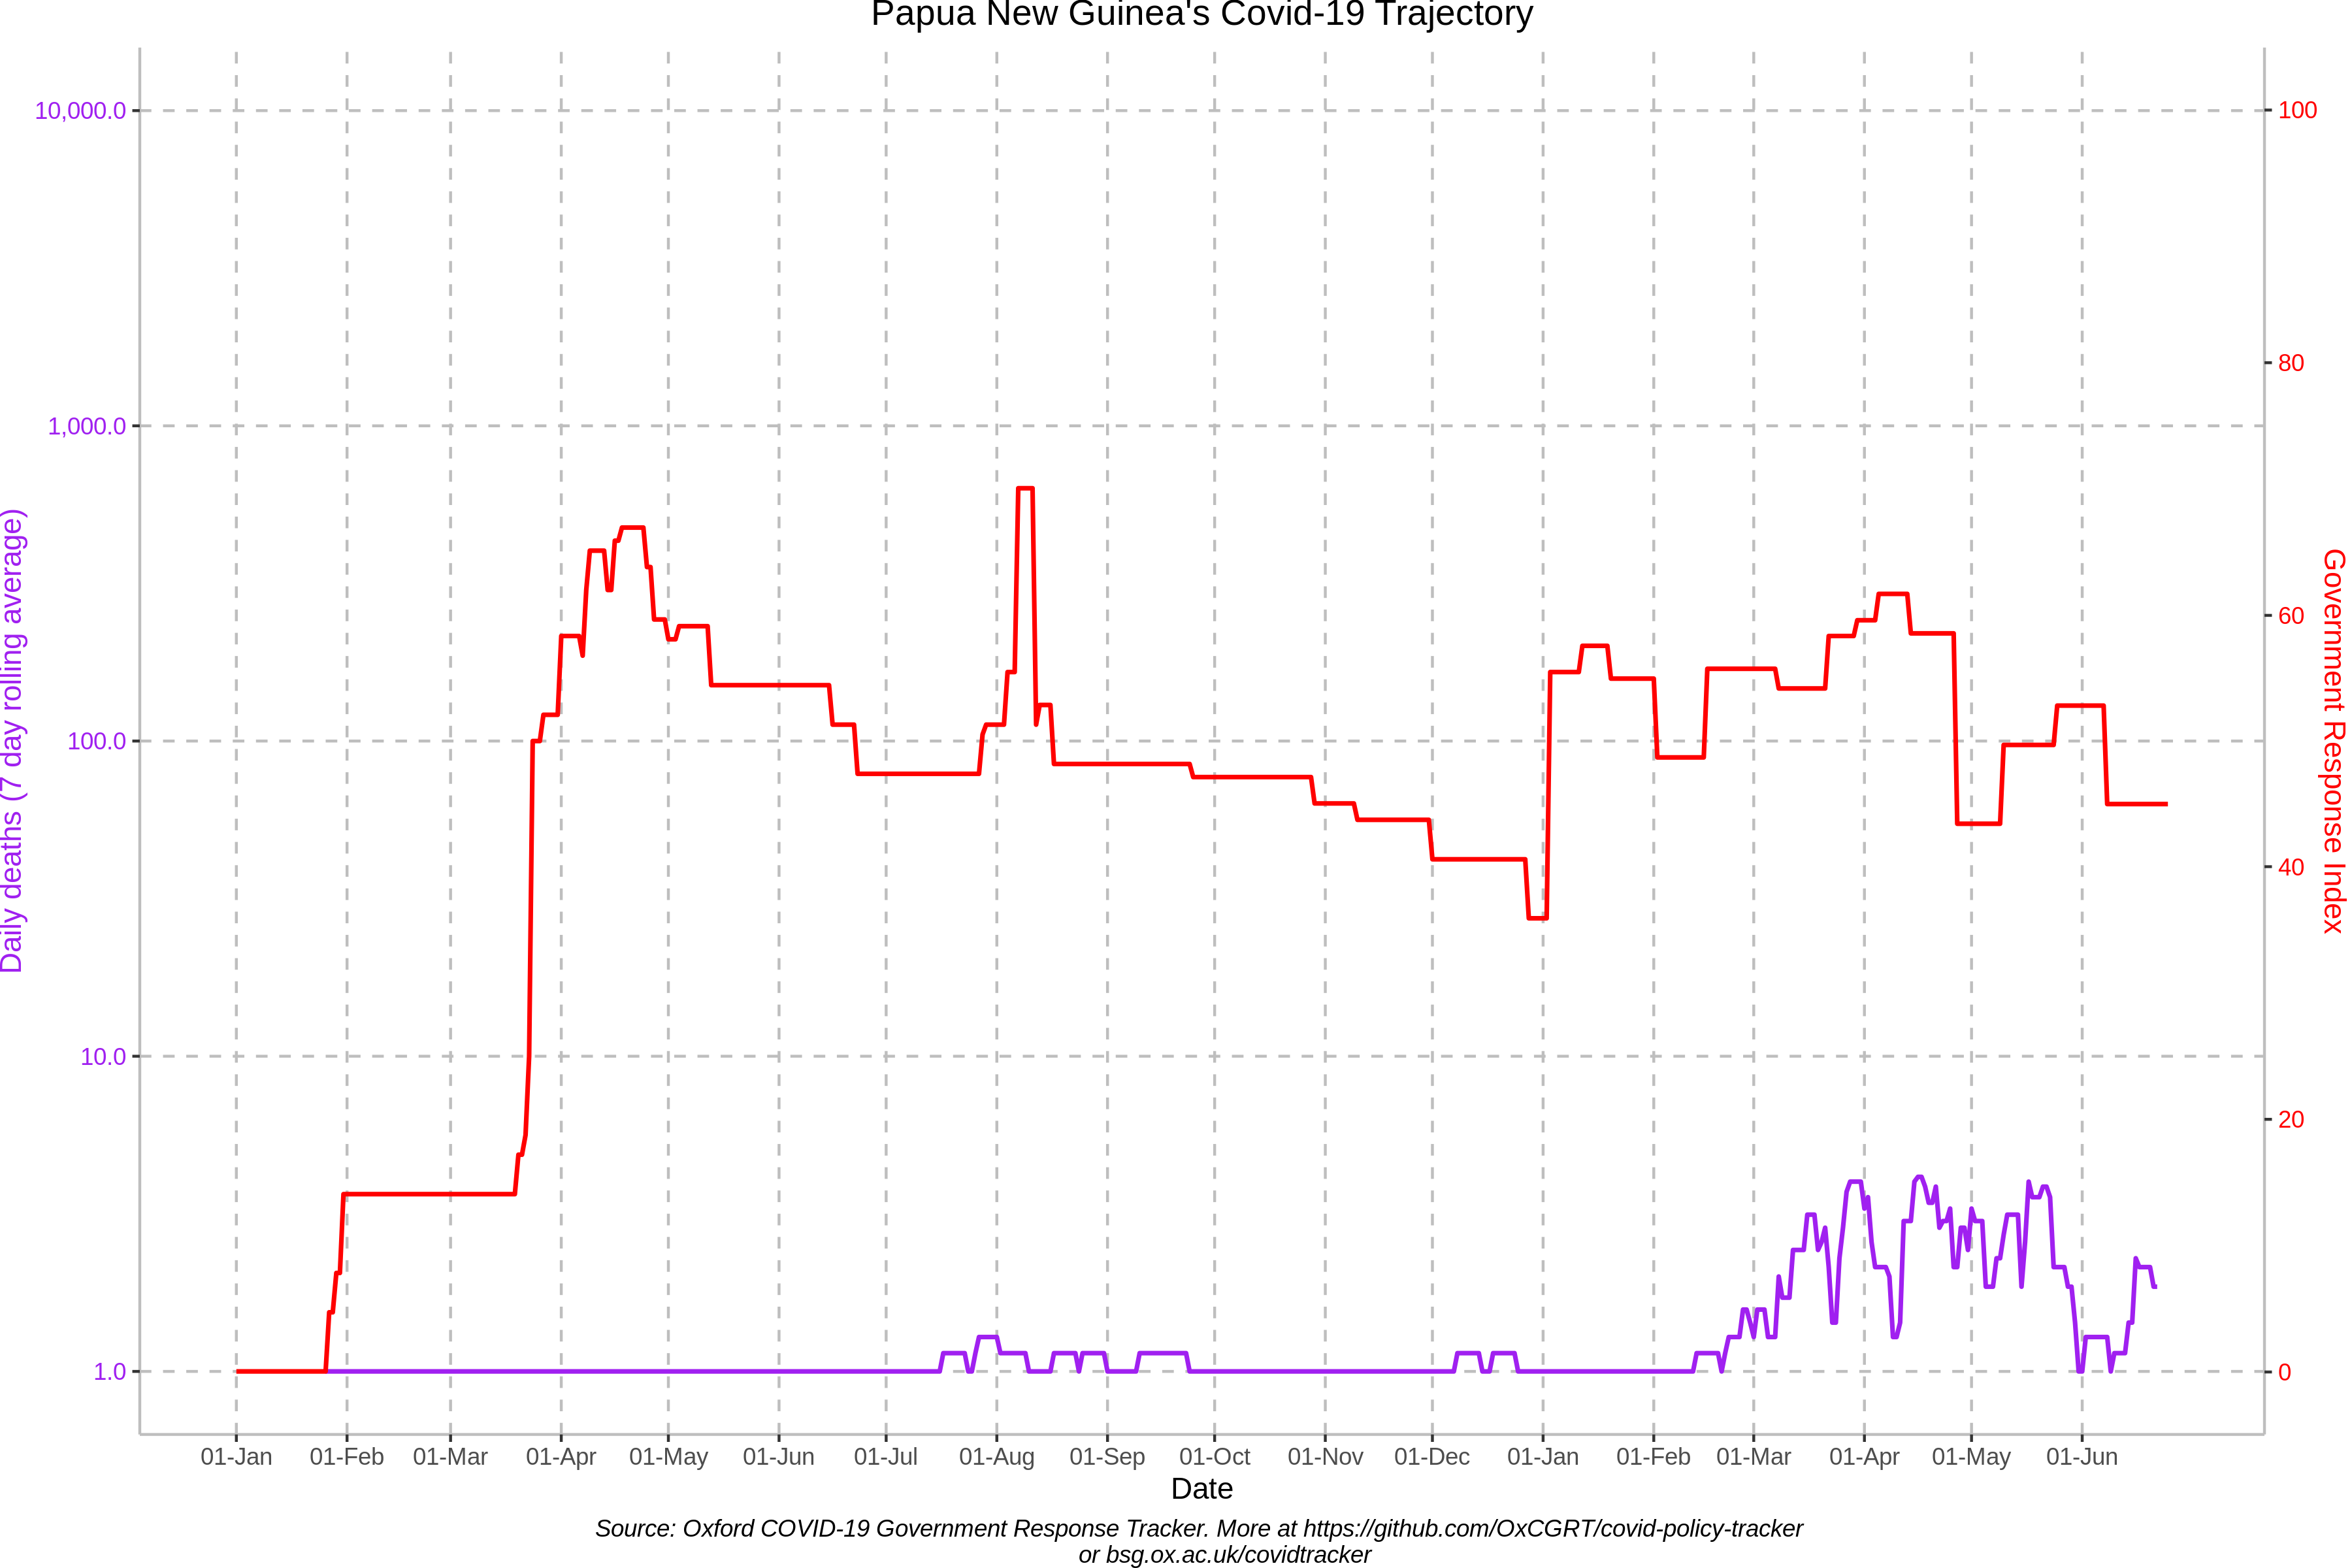 Papua New Guinea's Covid-19 Trajectory
Daily deaths (7 day rolling average)
10,000.0
1,000.0
100.0
10.0
1.0
100
80
60
40
20
0
Government Response Index
01-Jan 01-Feb 01-Mar 01-Apr 01-May 01-Jun 01-Jul 01-Aug 01-Sep 01-Oct 01-Nov 01-Dec 01-Jan 01-Feb 01-Mar 01-Apr 01-May 01-Jun
Date
Source: Oxford COVID-19 Government Response Tracker. More at https://github.com/OxCGRT/covid-policy-tracker
or bsg.ox.ac.uk/covidtracker